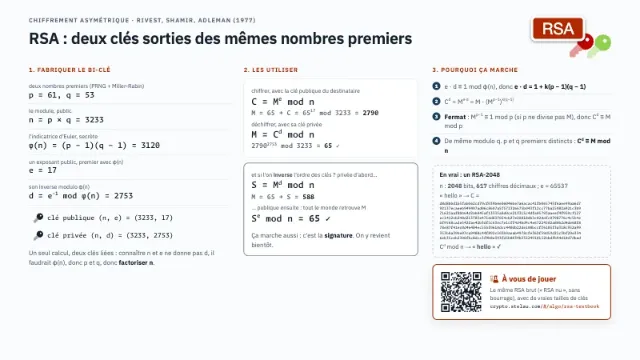 CHIFFREMENT ASYMÉTRIQUE · RIVEST, SHAMIR, ADLEMAN (1977)
RSA : deux clés sorties des mêmes nombres premiers
RSA
1. FABRIQUER LE BI-CLÉ
deux nombres premiers (PRNG + Miller-Rabin)
p = 61, q = 53
le module, public
n = p × q = 3233
l'indicatrice d'Euler, secrète
φ(n) = (p − 1)(q − 1) = 3120
un exposant public, premier avec φ(n)
e = 17
son inverse modulo φ(n)
d = e⁻¹ mod φ(n) = 2753
clé publique (n, e) = (3233, 17)
clé privée (n, d) = (3233, 2753)
Un seul calcul, deux clés liées : connaître n et e ne donne pas d, il
faudrait φ(n), donc p et q, donc factoriser n.
2. LES UTILISER
chiffrer, avec la clé publique du destinataire
C = Mᵉ mod n
M = 65 → C = 65¹⁷ mod 3233 = 2790
déchiffrer, avec sa clé privée
M = Cᵈ mod n
2790²⁷⁵³ mod 3233 = 65 ✓
et si l'on inverse l'ordre des clés ? privée d'abord…
S = Mᵈ mod n
M = 65 → S = 588
… publique ensuite : tout le monde retrouve M
Sᵉ mod n = 65 ✓
Ça marche aussi : c'est la signature. On y revient
bientôt.
3. POURQUOI ÇA MARCHE
1 e · d ≡ 1 mod φ(n), donc e · d = 1 + k(p − 1)(q − 1)
2
3 Fermat : Mᵖ⁻¹ ≡ 1 mod p (si p ne divise pas M), donc Cᵈ ≡ M
mod p
4 De même modulo q. p et q premiers distincts : Cᵈ ≡ M mod
n
En vrai : un RSA-2048
n : 2048 bits, 617 chiffres décimaux ; e = 65537
« hello » → C =
Cᵈ mod n → « hello » ✓
À vous de jouer
Le même RSA brut (« RSA nu », sans
bourrage), avec de vraies tailles de clés
crypto.etslau.com/#/algo/rsa-textbook